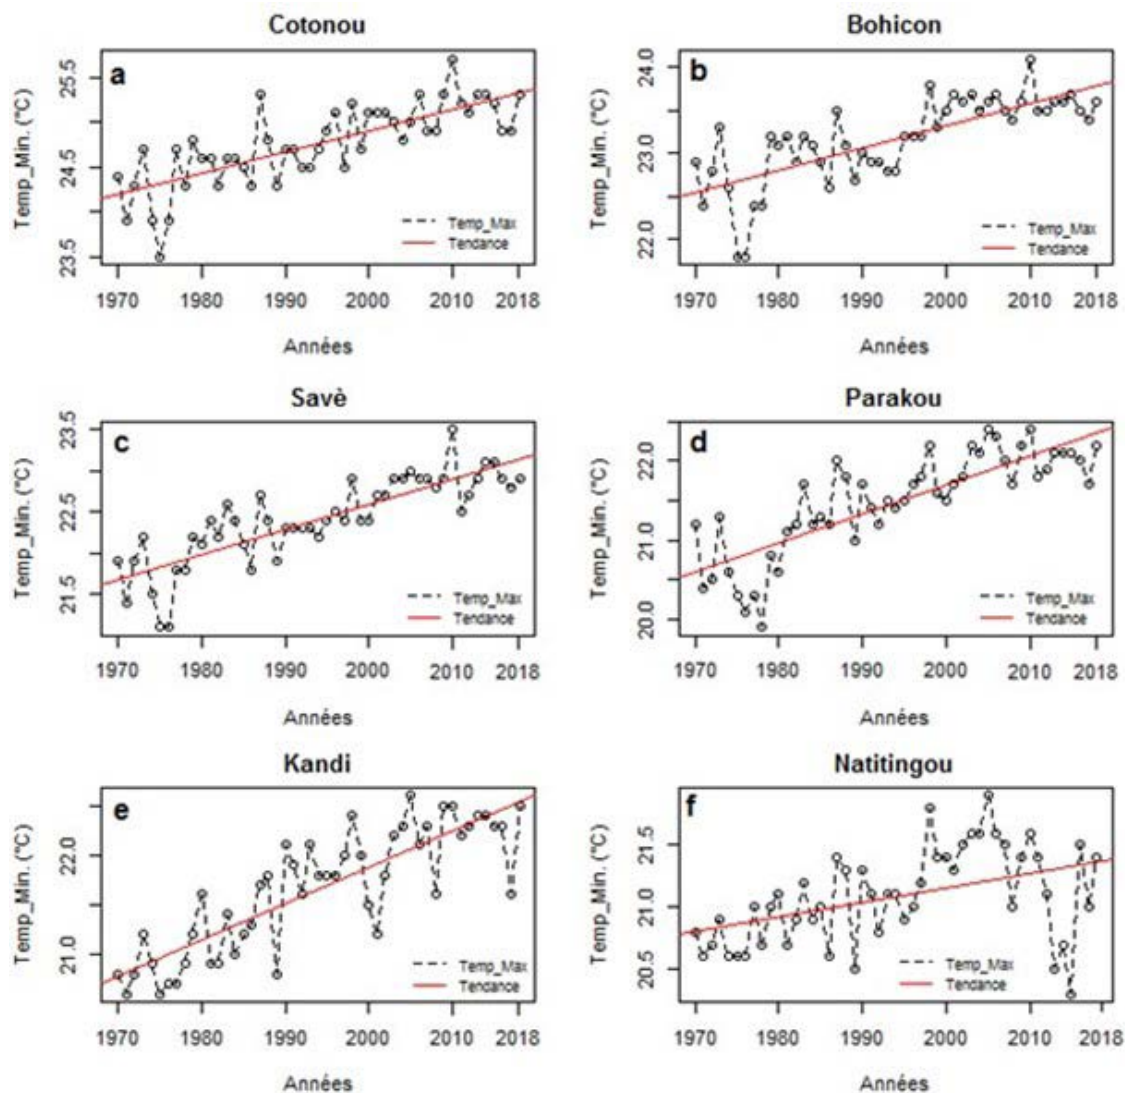 Cotonou
a
Temp_Min. (°C)
25.5
24.5
23.5
Temp_Max
Tendance
1970 1980 1990 2000 2010 2018
Années
Bohicon
b
Temp_Min. (°C)
24.0
23.0
22.0
Temp_Max
Tendance
1970 1980 1990 2000 2010 2018
Années
Savè
c
Temp_Min. (°C)
23.5
22.5
21.5
Temp_Max
Tendance
1970 1980 1990 2000 2010 2018
Années
Parakou
d
Temp_Min. (°C)
22.0
21.0
20.0
Temp_Max
Tendance
1970 1980 1990 2000 2010 2018
Années
Kandi
e
Temp_Min. (°C)
22.0
21.0
Temp_Max
Tendance
1970 1980 1990 2000 2010 2018
Années
Natitingou
f
Temp_Min. (°C)
21.5
21.0
20.5
Temp_Max
Tendance
1970 1980 1990 2000 2010 2018
Années